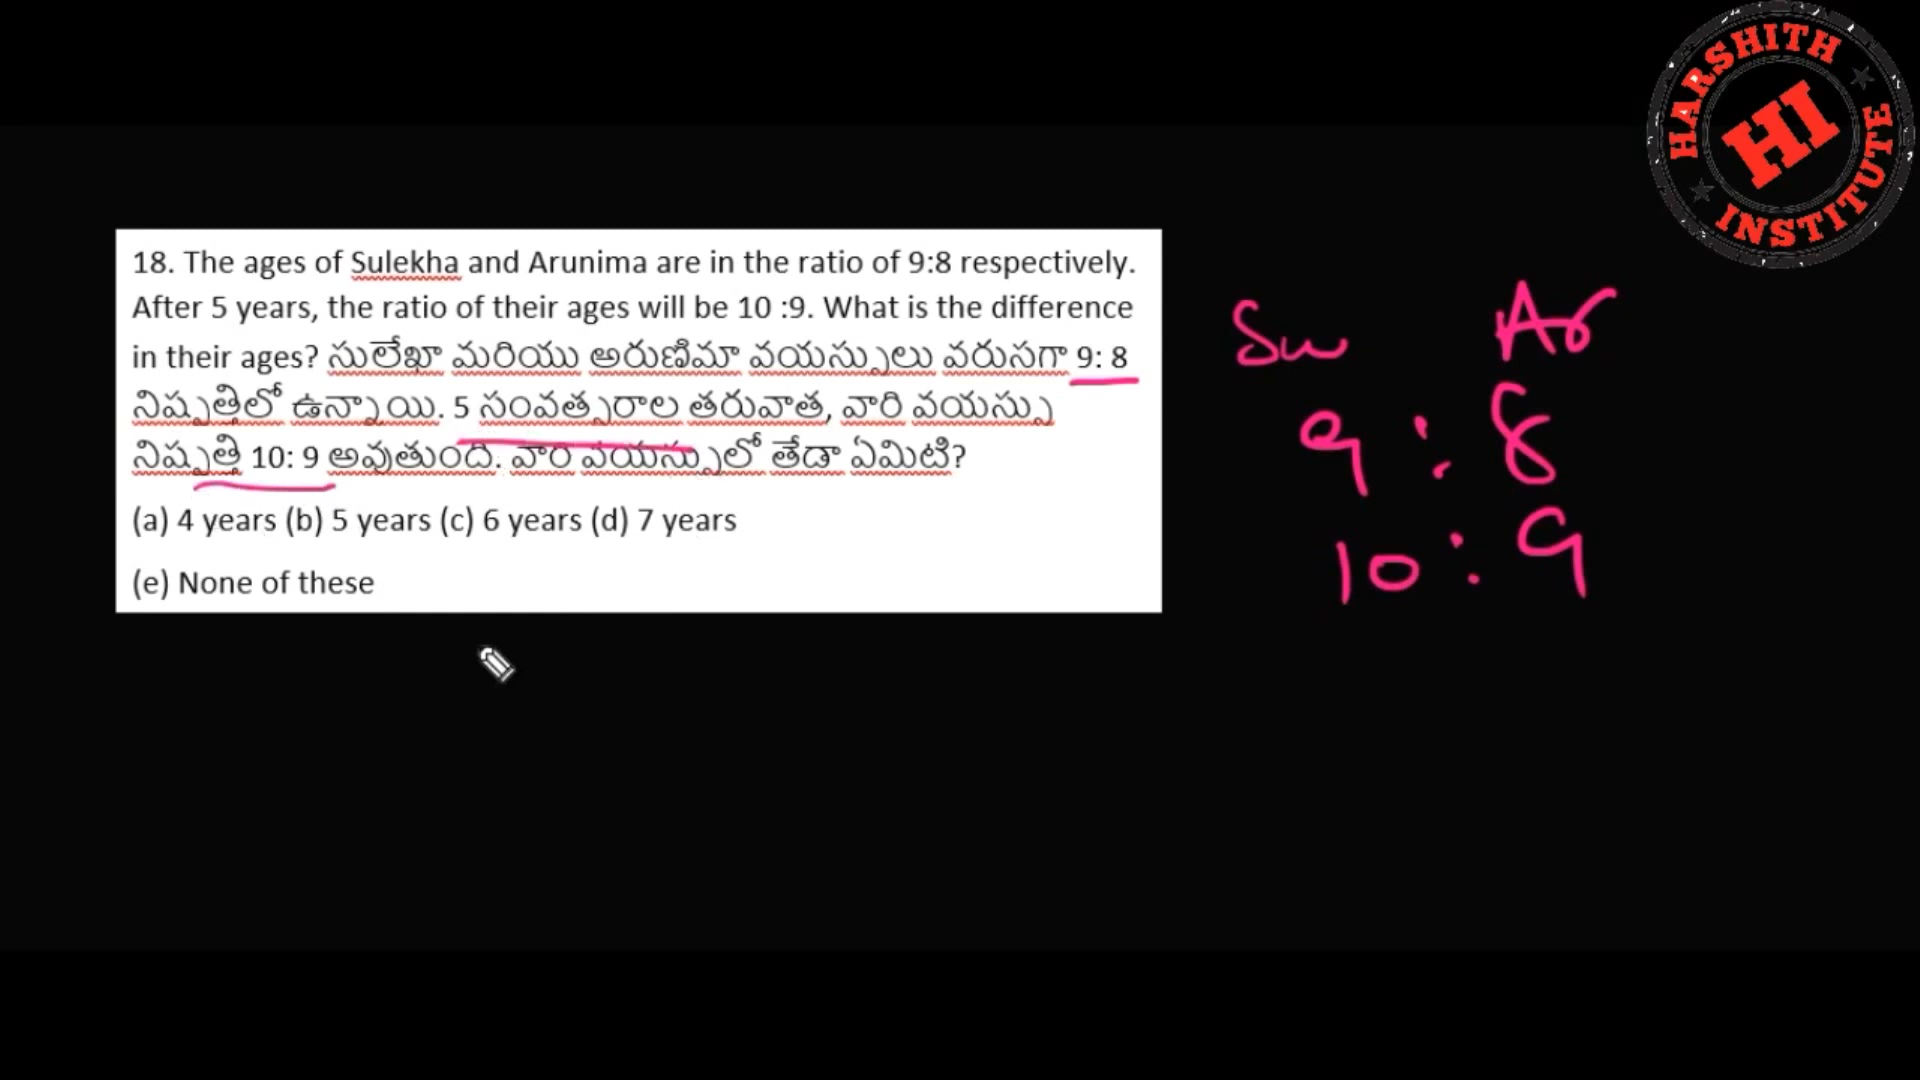 HARSHITH
HI
INSTITUTE
18. The ages of Sulekha and Arunima are in the ratio of 9:8 respectively.
After 5 years, the ratio of their ages will be 10 :9. What is the difference
in their ages? సులేఖా మరియు అరుణిమా వయస్సులు వరుసగా 9: 8
నిష్పత్తిలో ఉన్నాయి. 5 సంవత్సరాల తరువాత, వారి వయస్సు
నిష్పత్తి 10: 9 అవుతుంది. వారి వయస్సులో తేడా ఏమిటి?
(a) 4 years (b) 5 years (c) 6 years (d) 7 years
(e) None of these
Su Ar
9 : 8
10 : 9